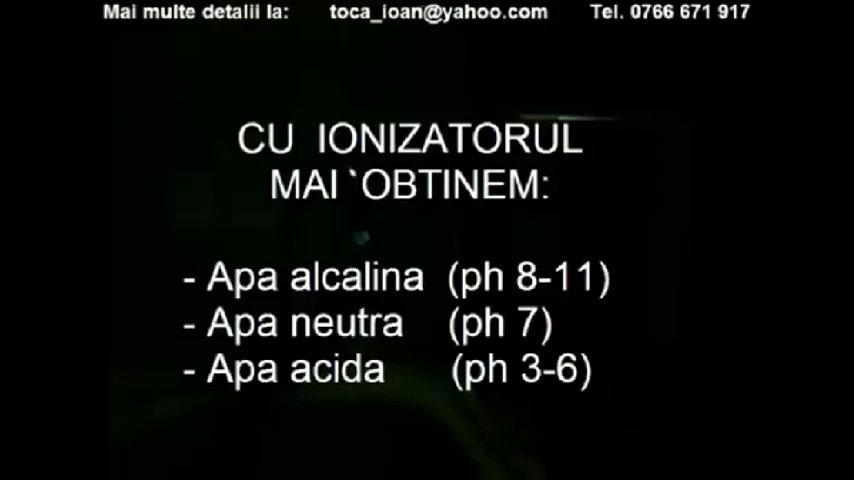 Mai multe detalii la: toca_ioan@yahoo.com Tel. 0766 671 917
CU IONIZATORUL
MAI `OBTINEM:
- Apa alcalina (ph 8-11)
- Apa neutra (ph 7)
- Apa acida (ph 3-6)